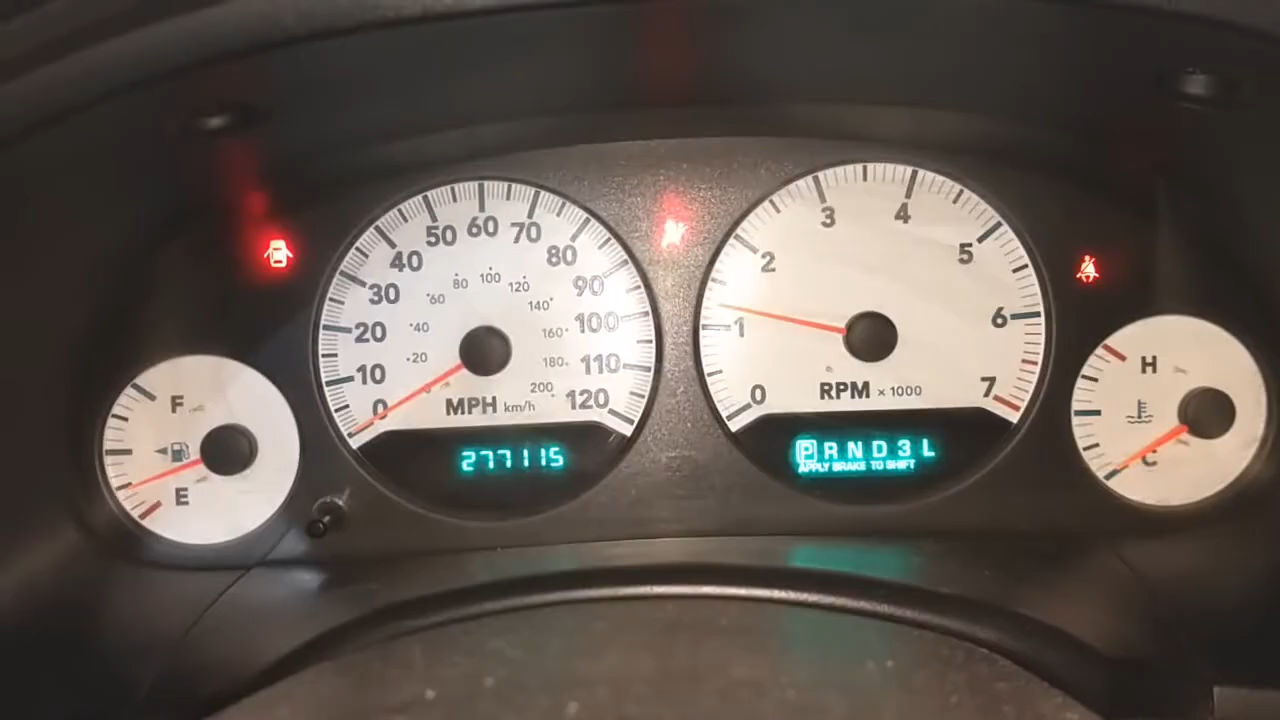 0 10 20 30 40 50 60 70 80 90 100 110 120
20 40 60 80 100 120 140 160 180 200
MPH km/h
277115
0 1 2 3 4 5 6 7
RPM × 1000
P R N D 3 L
APPLY BRAKE TO SHIFT
F
E
H
C